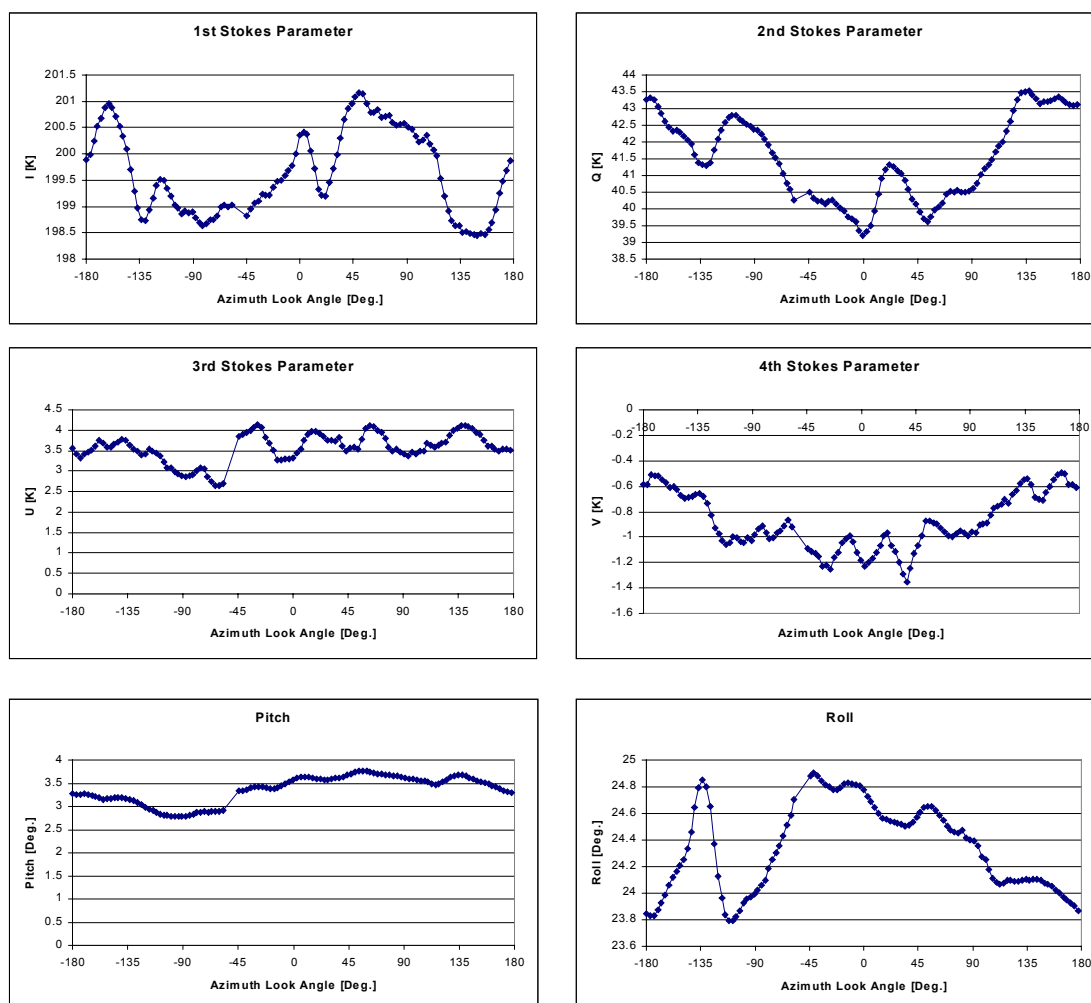 1st Stokes Parameter
201.5
201
200.5
200
199.5
199
198.5
198
I [K]
-180 -135 -90 -45 0 45 90 135 180
Azimuth Look Angle [Deg.]
2nd Stokes Parameter
44
43.5
42.5
41.5
40.5
39.5
39
38.5
Q [K]
-180 -135 -90 -45 0 45 90 135 180
Azimuth Look Angle [Deg.]
3rd Stokes Parameter
4.5
4
3.5
3
2.5
2
1.5
1
0.5
0
U [K]
-180 -135 -90 -45 0 45 90 135 180
Azimuth Look Angle [Deg.]
4th Stokes Parameter
0
-0.2
-0.4
-0.6
-0.8
-1
-1.2
-1.4
-1.6
V [K]
-180 -135 -90 -45 0 45 90 135 180
Azimuth Look Angle [Deg.]
Pitch
4
3.5
3
2.5
2
1.5
1
0.5
0
Pitch [Deg.]
-180 -135 -90 -45 0 45 90 135 180
Azimuth Look Angle [Deg.]
Roll
25
24.8
24.6
24.4
24.2
24
23.8
23.6
Roll [Deg.]
-180 -135 -90 -45 0 45 90 135 180
Azimuth Look Angle [Deg.]